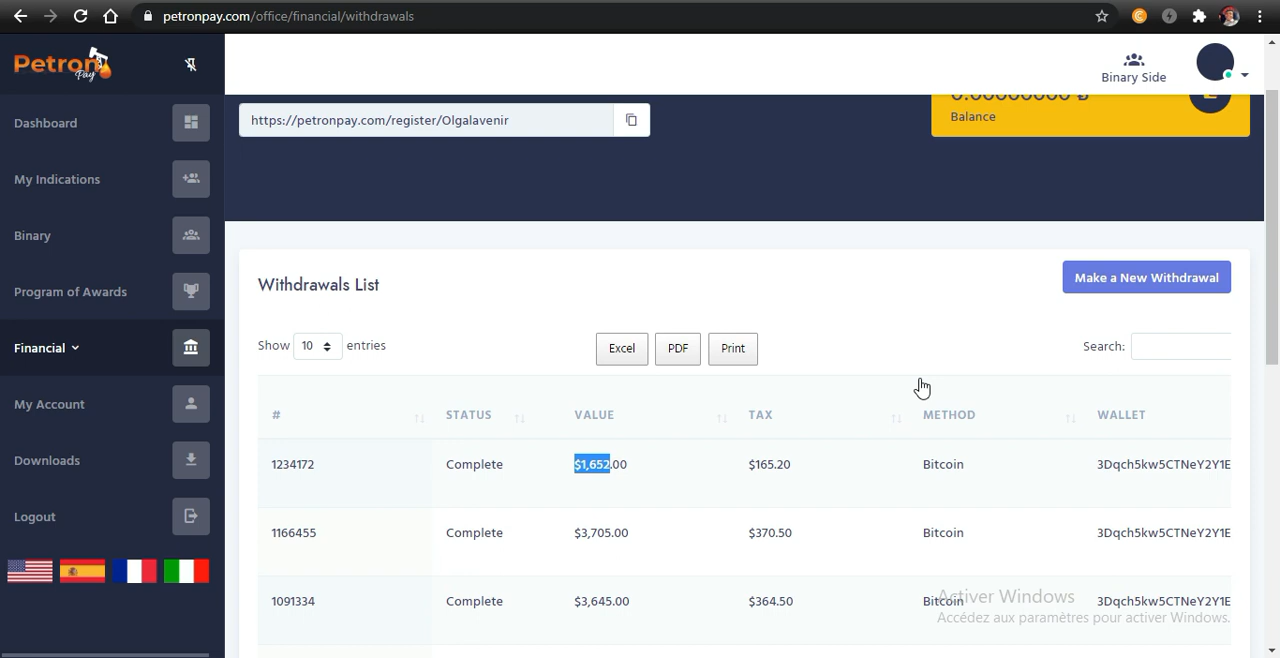 petronpay.com/office/financial/withdrawals
Petron
Pay
Binary Side
Dashboard
My Indications
Binary
Program of Awards
Financial
My Account
Downloads
Logout
https://petronpay.com/register/Olgalavenir
Balance
Withdrawals List
Make a New Withdrawal
Show 10 entries
Excel PDF Print
Search:
# STATUS VALUE TAX METHOD WALLET
1234172 Complete $1,652.00 $165.20 Bitcoin 3Dqch5kw5CTNeY2Y1E
1166455 Complete $3,705.00 $370.50 Bitcoin 3Dqch5kw5CTNeY2Y1E
1091334 Complete $3,645.00 $364.50 Bitcoin 3Dqch5kw5CTNeY2Y1E
Activer Windows
Accédez aux paramètres pour activer Windows.